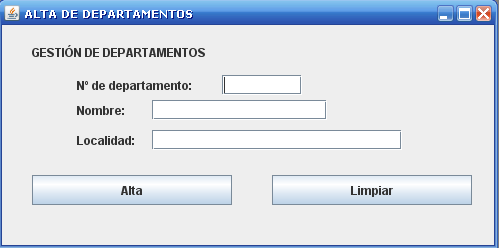 ALTA DE DEPARTAMENTOS
GESTIÓN DE DEPARTAMENTOS
Nº de departamento:
Nombre:
Localidad:
Alta Limpiar